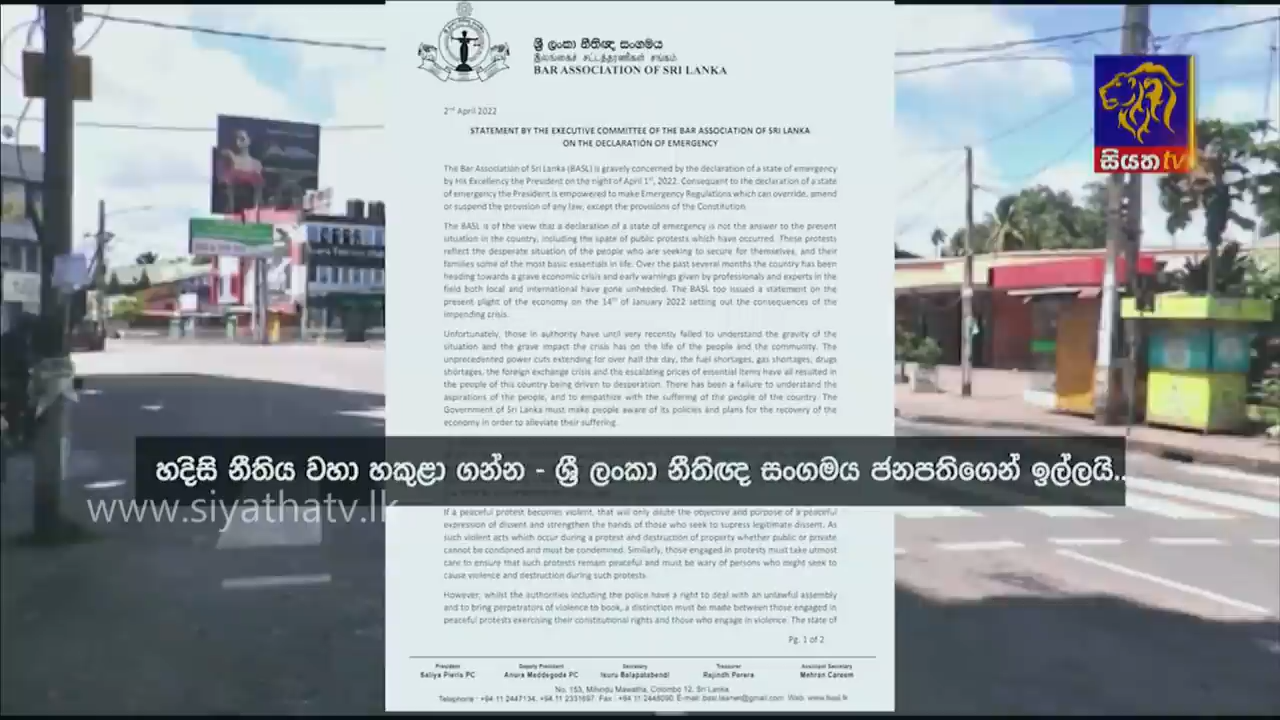 ශ්‍රී ලංකා නීතිඥ සංගමය
இலங்கைச் சட்டத்தரணிகள் சங்கம்
BAR ASSOCIATION OF SRI LANKA
2nd April 2022
STATEMENT BY THE EXECUTIVE COMMITTEE OF THE BAR ASSOCIATION OF SRI LANKA
ON THE DECLARATION OF EMERGENCY
සියත tv
The Bar Association of Sri Lanka (BASL) is gravely concerned by the declaration of a state of emergency
by His Excellency the President on the night of April 1st, 2022. Consequent to the declaration of a state
of emergency the President is empowered to make Emergency Regulations which can override, amend
or suspend the provision of any law, except the provisions of the Constitution.
The BASL is of the view that a declaration of a state of emergency is not the answer to the present
situation in the country, including the spate of public protests which have occurred. These protests
reflect the desperate situation of the people who are seeking to secure for themselves, and their
families some of the most basic essentials in life. Over the past several months the country has been
heading towards a grave economic crisis and early warnings given by professionals and experts in the
field both local and international have gone unheeded. The BASL too issued a statement on the
present plight of the economy on the 14th of January 2022 setting out the consequences of the
impending crisis.
Unfortunately, those in authority have until very recently failed to understand the gravity of the
situation and the grave impact the crisis has on the life of the people and the community. The
unprecedented power cuts extending for over half the day, the fuel shortages, gas shortages, drugs
shortages, the foreign exchange crisis and the escalating prices of essential items have all resulted in
the people of this country being driven to desperation. There has been a failure to understand the
aspirations of the people, and to empathize with the suffering of the people of the country. The
Government of Sri Lanka must make people aware of its policies and plans for the recovery of the
economy in order to alleviate their suffering.
හදිසි නීතිය වහා හකුළා ගන්න - ශ්‍රී ලංකා නීතිඥ සංගමය ජනපතිගෙන් ඉල්ලයි..
www.siyathatv.lk
If a peaceful protest becomes violent, that will only dilute the objective and purpose of a peaceful
expression of dissent and strengthen the hands of those who seek to supress legitimate dissent. As
such violent acts which occur during a protest and destruction of property whether public or private
cannot be condoned and must be condemned. Similarly, those engaged in protests must take utmost
care to ensure that such protests remain peaceful and must be wary of persons who might seek to
cause violence and destruction during such protests.
However, whilst the authorities including the police have a right to deal with an unlawful assembly
and to bring perpetrators of violence to book, a distinction must be made between those engaged in
peaceful protests exercising their constitutional rights and those who engage in violence. The state of
Pg. 1 of 2
President Deputy President Secretary Treasurer Assistant Secretary
Saliya Pieris PC Anura Meddegoda PC Isuru Balapatabendi Rajindh Perera Mehran Careem
No. 153, Mihindu Mawatha, Colombo 12, Sri Lanka
Telephone : +94 11 2447134, +94 11 2331697, Fax : +94 11 2448090